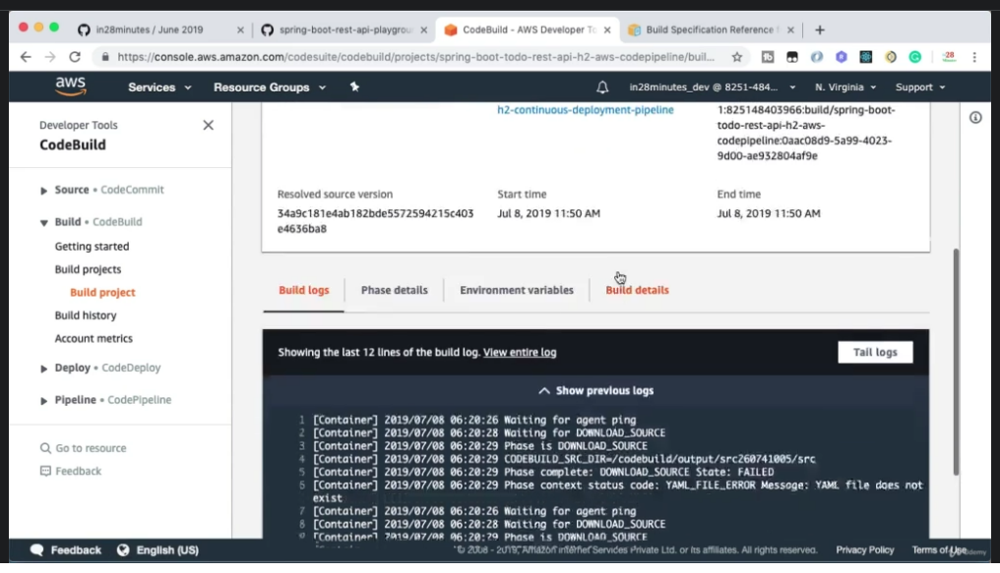 in28minutes / June 2019
spring-boot-rest-api-playgrou
CodeBuild - AWS Developer To
Build Specification Reference f
https://console.aws.amazon.com/codesuite/codebuild/projects/spring-boot-todo-rest-api-h2-aws-codepipeline/buil...
aws
Services
Resource Groups
in28minutes_dev @ 8251-484...
N. Virginia
Support
Developer Tools
CodeBuild
Source • CodeCommit
Build • CodeBuild
Getting started
Build projects
Build project
Build history
Account metrics
Deploy • CodeDeploy
Pipeline • CodePipeline
Go to resource
Feedback
h2-continuous-deployment-pipeline
1:825148403966:build/spring-boot-
todo-rest-api-h2-aws-
codepipeline:0aac08d9-5a99-4023-
9d00-ae932804af9e
Resolved source version
34a9c181e4ab182bde5572594215c403
e4636ba8
Start time
Jul 8, 2019 11:50 AM
End time
Jul 8, 2019 11:50 AM
Build logs
Phase details
Environment variables
Build details
Showing the last 12 lines of the build log. View entire log
Tail logs
Show previous logs
1 [Container] 2019/07/08 06:20:26 Waiting for agent ping
2 [Container] 2019/07/08 06:20:28 Waiting for DOWNLOAD_SOURCE
3 [Container] 2019/07/08 06:20:29 Phase is DOWNLOAD_SOURCE
4 [Container] 2019/07/08 06:20:29 CODEBUILD_SRC_DIR=/codebuild/output/src260741005/src
5 [Container] 2019/07/08 06:20:29 Phase complete: DOWNLOAD_SOURCE State: FAILED
6 [Container] 2019/07/08 06:20:29 Phase context status code: YAML_FILE_ERROR Message: YAML file does not
exist
7 [Container] 2019/07/08 06:20:26 Waiting for agent ping
8 [Container] 2019/07/08 06:20:28 Waiting for DOWNLOAD_SOURCE
9 [Container] 2019/07/08 06:20:29 Phase is DOWNLOAD_SOURCE
Feedback
English (US)
© 2008 - 2019, Amazon Internet Services Private Ltd. or its affiliates. All rights reserved.
Privacy Policy
Terms of Use